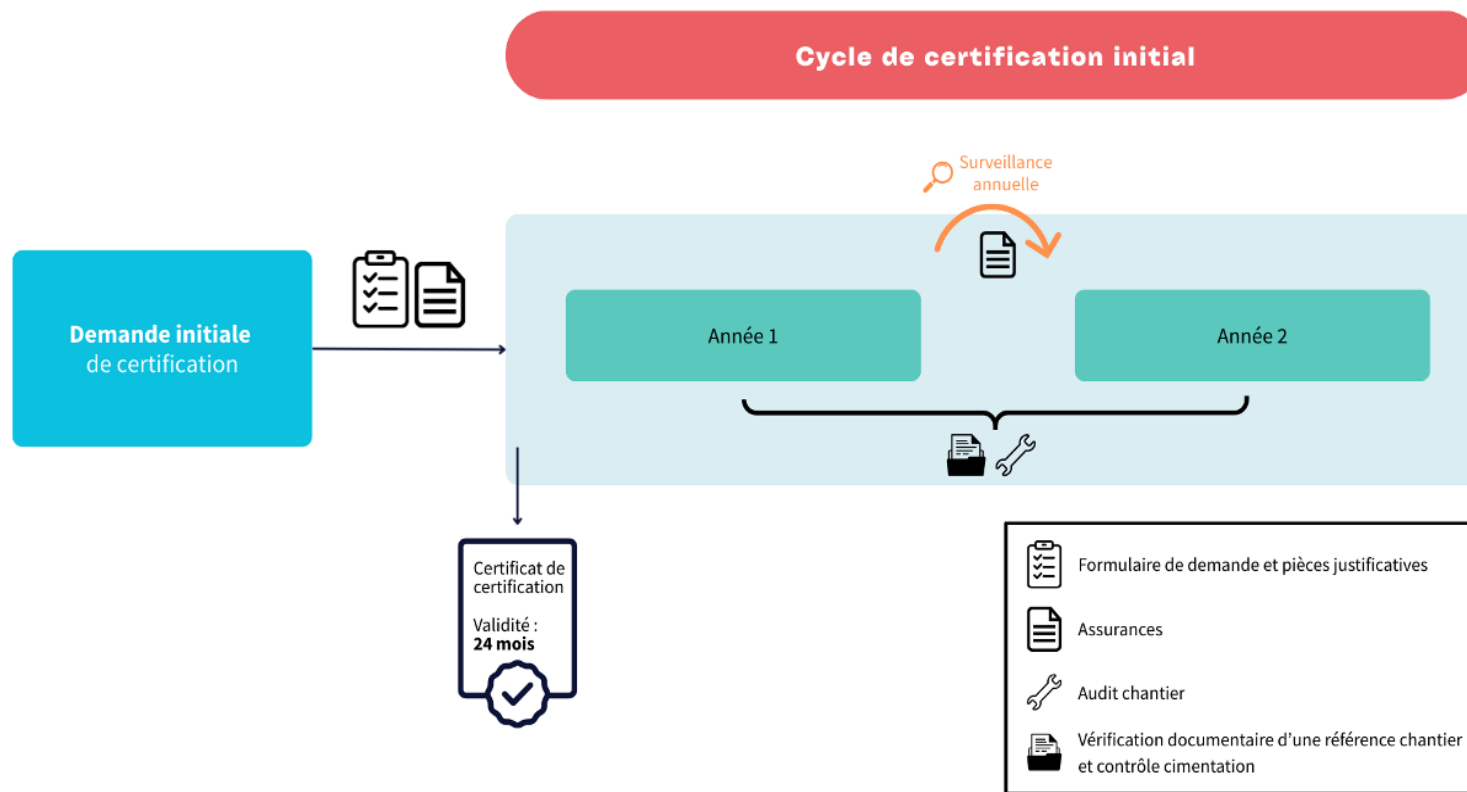 Cycle de certification initial
Surveillance
annuelle
Demande initiale
de certification
Année 1
Année 2
Certificat de
certification
Validité :
24 mois
Formulaire de demande et pièces justificatives
Assurances
Audit chantier
Vérification documentaire d’une référence chantier
et contrôle cimentation